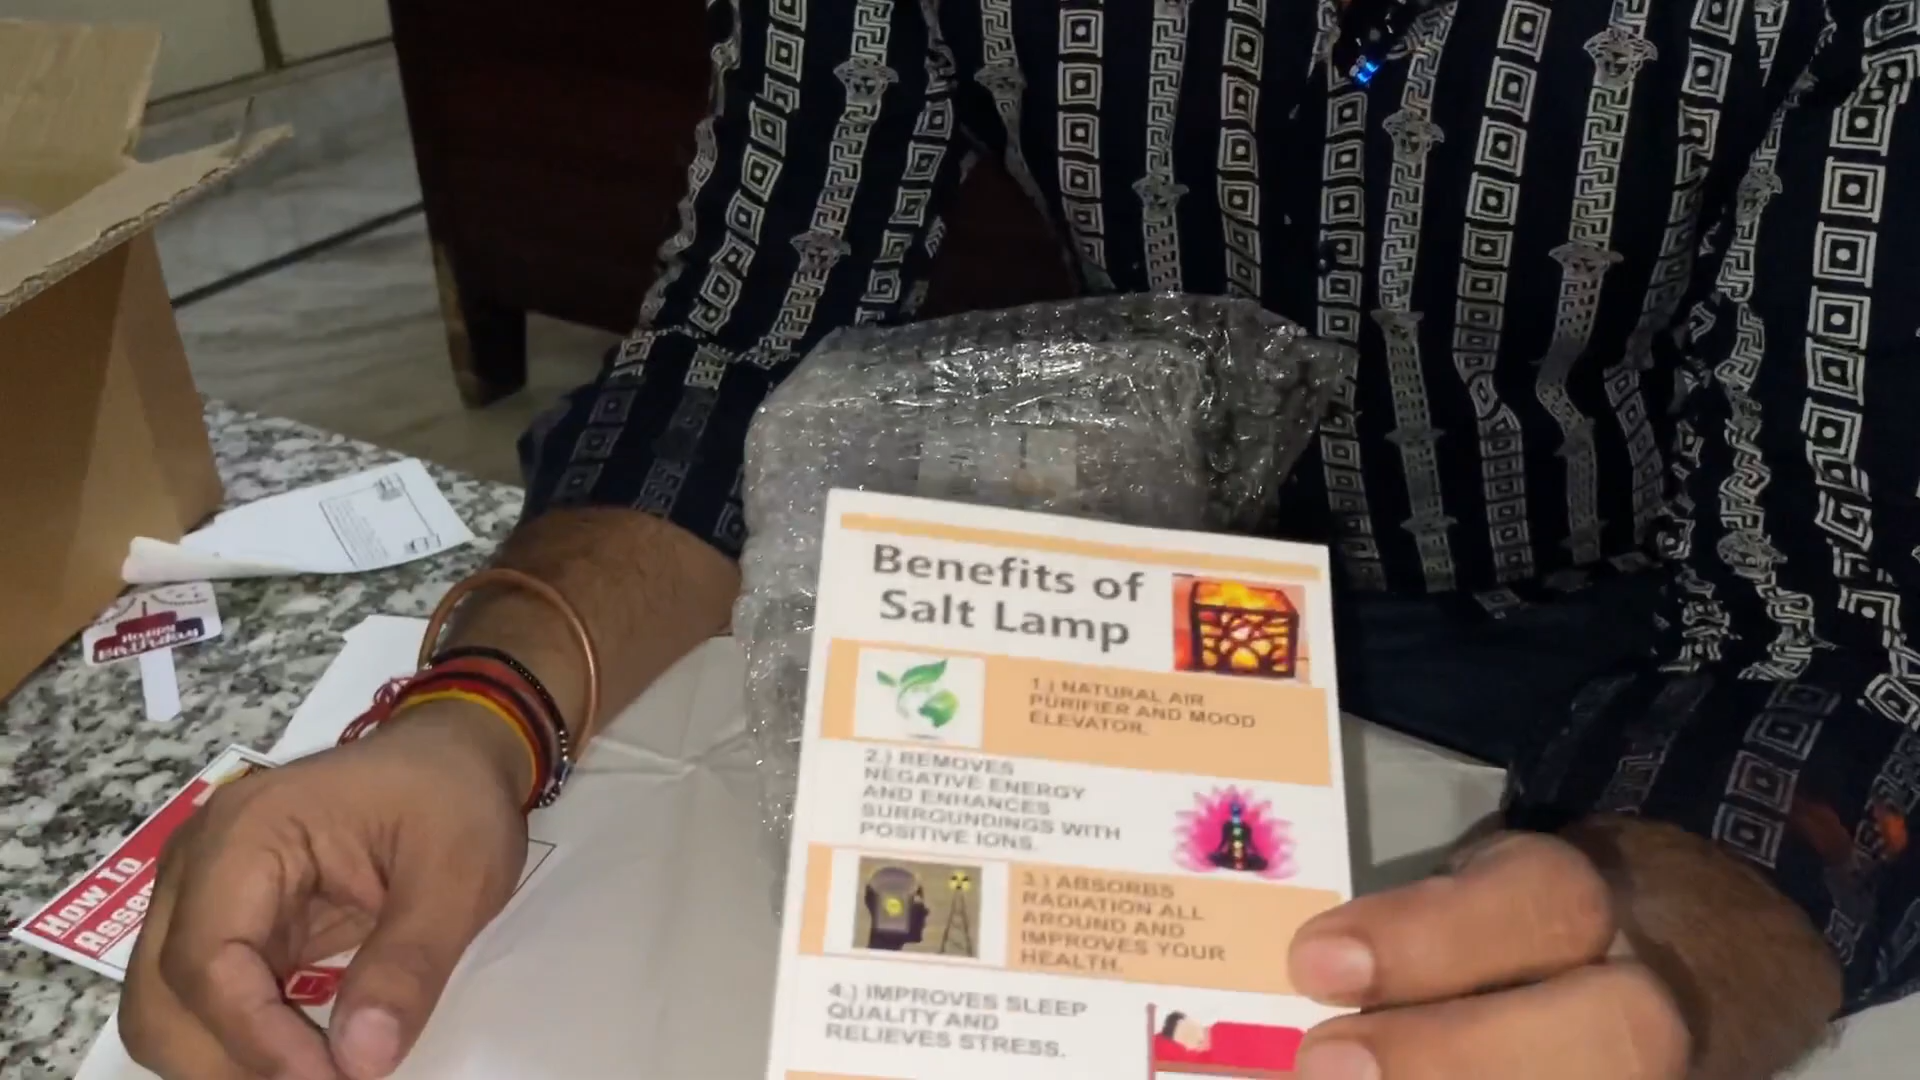 Benefits of
Salt Lamp
1.) NATURAL AIR
PURIFIER AND MOOD
ELEVATOR.
2.) REMOVES
NEGATIVE ENERGY
AND ENHANCES
SURROUNDINGS WITH
POSITIVE IONS.
3.) ABSORBS
RADIATION ALL
AROUND AND
IMPROVES YOUR
HEALTH.
4.) IMPROVES SLEEP
QUALITY AND
RELIEVES STRESS.
HAPPY
BIRTHDAY
How To